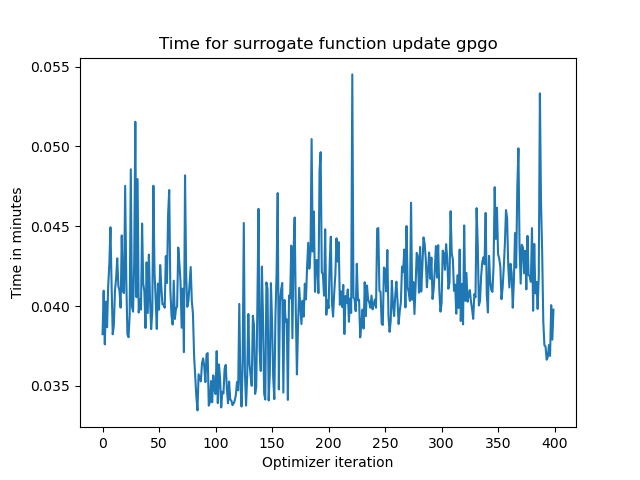 Time for surrogate function update gpgo
0.055
0.050
0.045
0.040
0.035
Time in minutes
0 50 100 150 200 250 300 350 400
Optimizer iteration